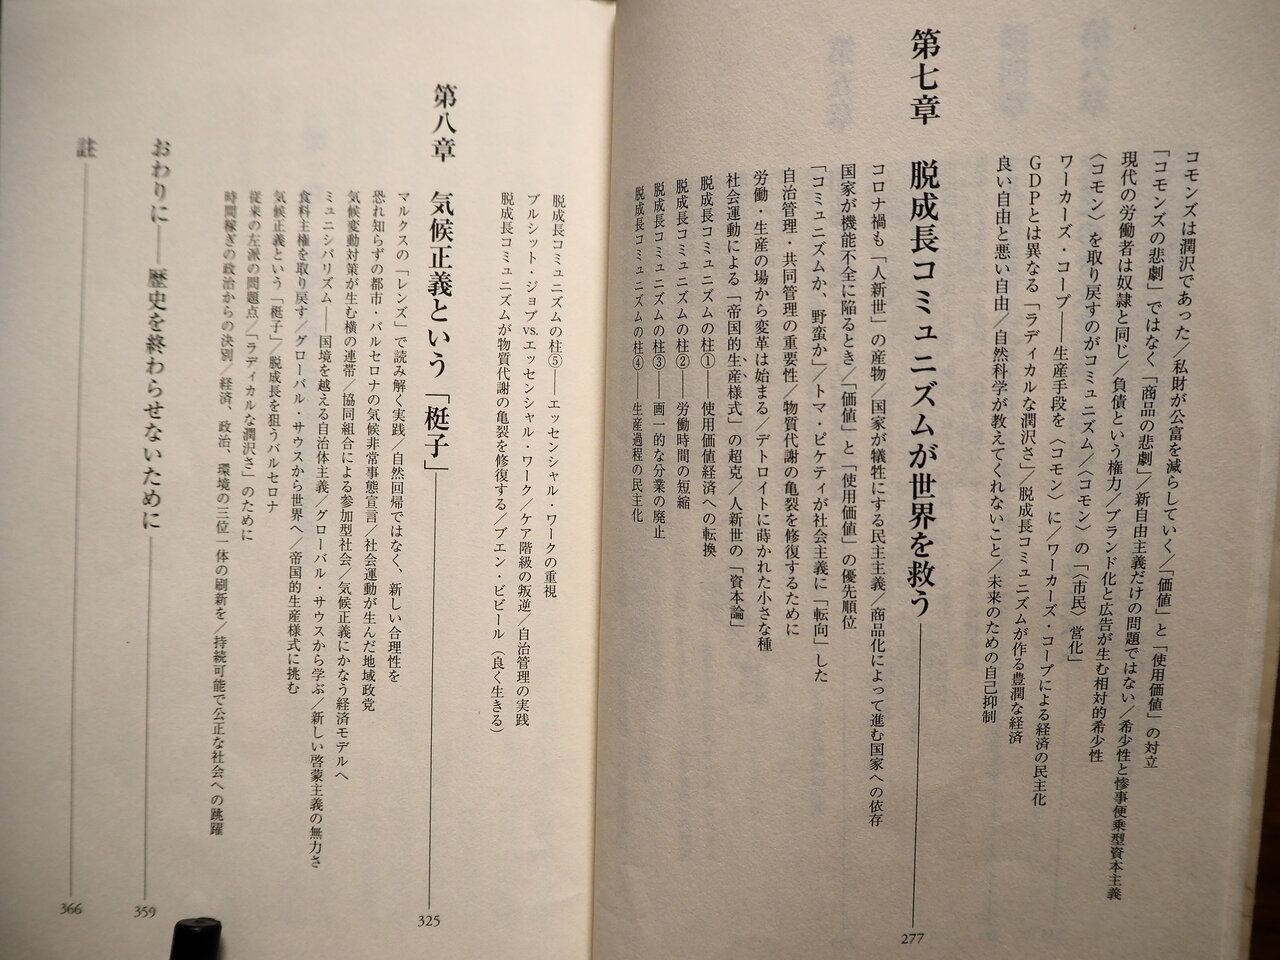 コモンズは潤沢であった／私財が公富を減らしていく／「価値」と「使用価値」の対立
「コモンズの悲劇」ではなく「商品の悲劇」／新自由主義だけの問題ではない／希少性と惨事便乗型資本主義
現代の労働者は奴隷と同じ／負債という権力／ブランド化と広告が生む相対的希少性
〈コモン〉を取り戻すのがコミュニズム／〈コモン〉の「〈市民〉営化」
ワーカーズ・コープ――生産手段を〈コモン〉に／ワーカーズ・コープによる経済の民主化
GDPとは異なる「ラディカルな潤沢さ」／脱成長コミュニズムが作る豊潤な経済
良い自由と悪い自由／自然科学が教えてくれないこと／未来のための自己抑制
第七章 脱成長コミュニズムが世界を救う 277
コロナ禍も「人新世」の産物／国家が犠牲にする民主主義／商品化によって進む国家への依存
国家が機能不全に陥るとき／「価値」と「使用価値」の優先順位
「コミュニズムか、野蛮か」／トマ・ピケティが社会主義に「転向」した
自治管理・共同管理の重要性／物質代謝の亀裂を修復するために
労働・生産の場から変革は始まる／デトロイトに蒔かれた小さな種
社会運動による「帝国的生産様式」の超克／人新世の「資本論」
脱成長コミュニズムの柱①――使用価値経済への転換
脱成長コミュニズムの柱②――労働時間の短縮
脱成長コミュニズムの柱③――画一的な分業の廃止
脱成長コミュニズムの柱④――生産過程の民主化
脱成長コミュニズムの柱⑤――エッセンシャル・ワークの重視
ブルシット・ジョブvs.エッセンシャル・ワーク／ケア階級の叛逆／自治管理の実践
脱成長コミュニズムが物質代謝の亀裂を修復する／ブエン・ビビール（良く生きる）
第八章 気候正義という「梃子」 325
マルクスの「レンズ」で読み解く実践／自然回帰ではなく、新しい合理性を
恐れ知らずの都市・バルセロナの気候非常事態宣言／社会運動が生んだ地域政党
気候変動対策が生む横の連帯／協同組合による参加型社会／気候正義にかなう経済モデルへ
ミュニシパリズム――国境を越える自治体主義／グローバル・サウスから学ぶ／新しい啓蒙主義の無力さ
食料主権を取り戻す／グローバル・サウスから世界へ／帝国的生産様式に挑む
気候正義という「梃子」／脱成長を狙うバルセロナ
従来の左派の問題点／「ラディカルな潤沢さ」のために
時間稼ぎの政治からの決別／経済、政治、環境の三位一体の刷新を／持続可能で公正な社会への跳躍
おわりに――歴史を終わらせないために 359
註 366